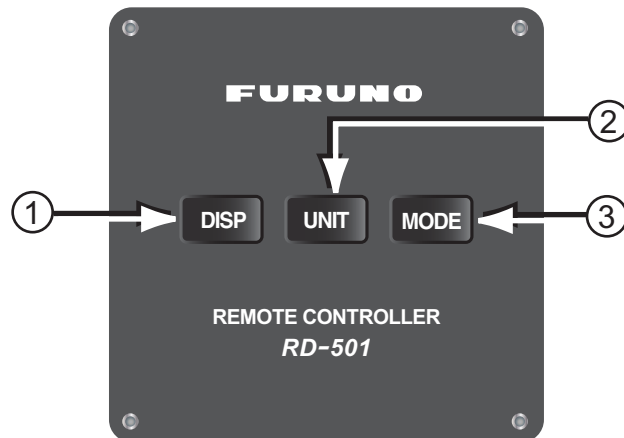 FURUNO
2
1
DISP
UNIT
MODE
3
REMOTE CONTROLLER
RD-501